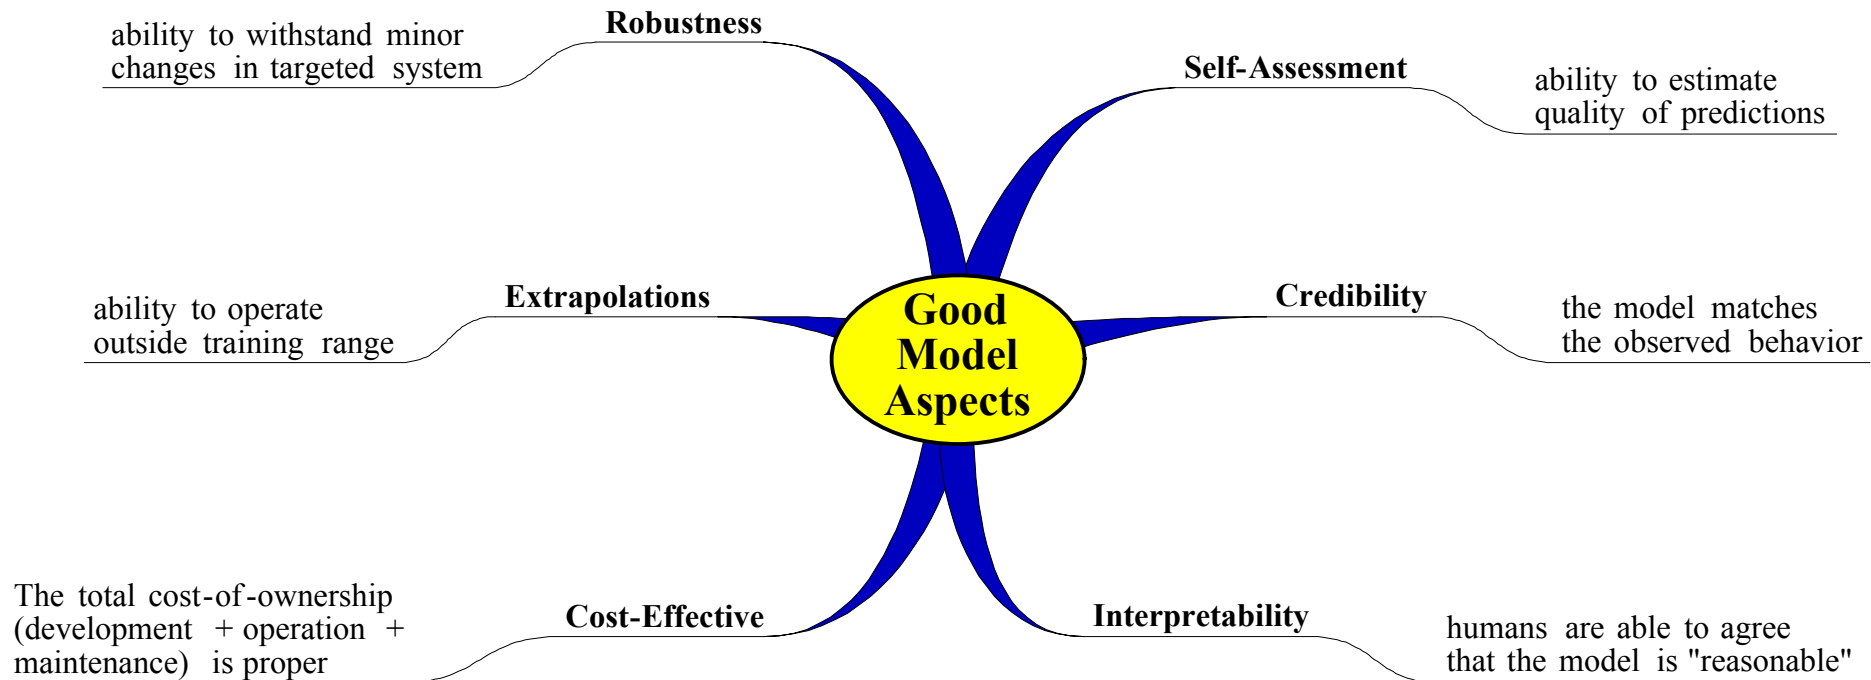 Robustness
ability to withstand minor
changes in targeted system
Self-Assessment
ability to estimate
quality of predictions
Extrapolations
ability to operate
outside training range
Good
Model
Aspects
Credibility
the model matches
the observed behavior
Cost-Effective
The total cost-of-ownership
(development + operation +
maintenance) is proper
Interpretability
humans are able to agree
that the model is "reasonable"